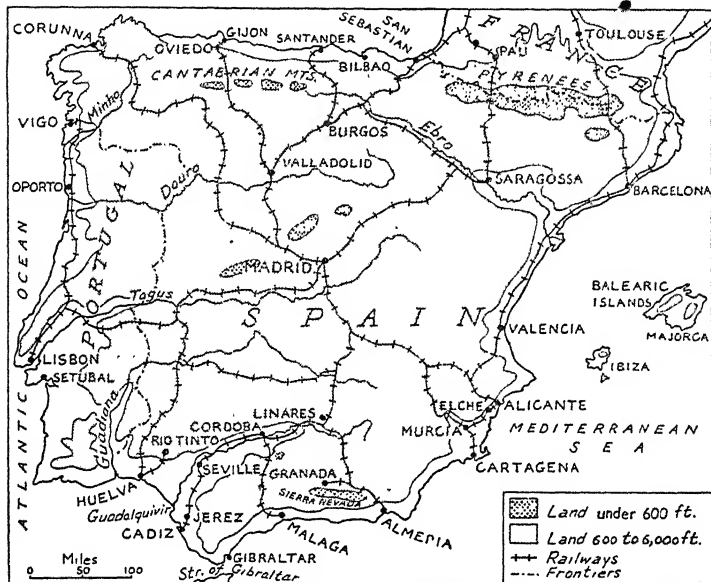 CORUNNA
OVIEDO
GIJON
SANTANDER
SAN
SEBASTIAN
BILBAO
FRANCE
PAU
TOULOUSE
CANTABRIAN MTS.
PYRENEES
VIGO
Minho
BURGOS
Ebro
VALLADOLID
OPORTO
Douro
SARAGOSSA
BARCELONA
PORTUGAL
MADRID
ATLANTIC OCEAN
Tagus
SPAIN
BALEARIC
ISLANDS
MAJORCA
VALENCIA
IBIZA
LISBON
SETUBAL
Guadiana
LINARES
ELCHE
ALICANTE
CORDOBA
MURCIA
MEDITERRANEAN
SEA
RIO TINTO
SEVILLE
GRANADA
CARTAGENA
SIERRA NEVADA
HUELVA
Guadalquivir
JEREZ
CADIZ
MALAGA
ALMERIA
GIBRALTAR
Str. of Gibraltar
Miles
0 50 100
Land under 600 ft.
Land 600 to 6,000 ft.
Railways
Frontiers